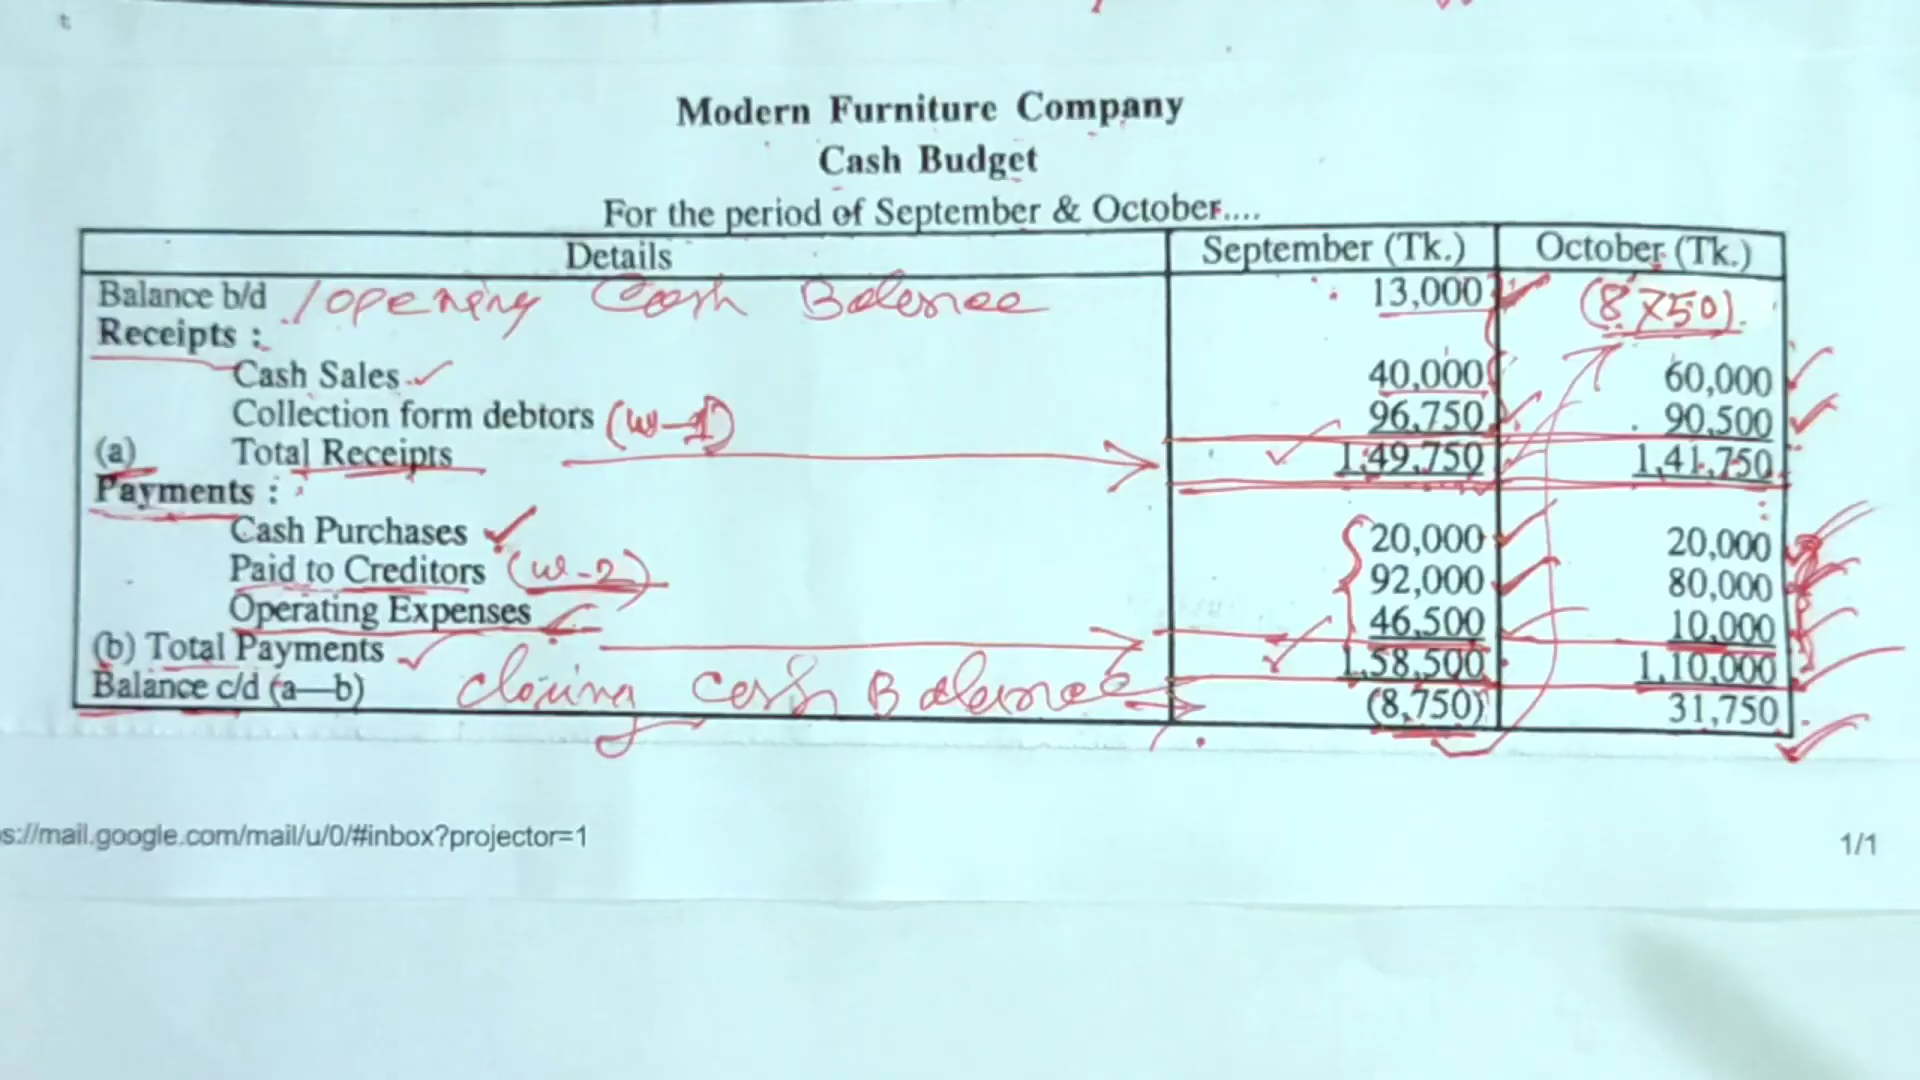 t
Modern Furniture Company
Cash Budget
For the period of September & October....
Details September (Tk.) October (Tk.)
Balance b/d /opening Cash Balance 13,000 (8750)
Receipts :
Cash Sales 40,000 60,000
Collection form debtors (w-1) 96,750 90,500
(a) Total Receipts 1,49,750 1,41,750
Payments :
Cash Purchases 20,000 20,000
Paid to Creditors (w-2) 92,000 80,000
Operating Expenses 46,500 10,000
(b) Total Payments 1,58,500 1,10,000
Balance c/d (a—b) closing cash Balance (8,750) 31,750
s://mail.google.com/mail/u/0/#inbox?projector=1 1/1